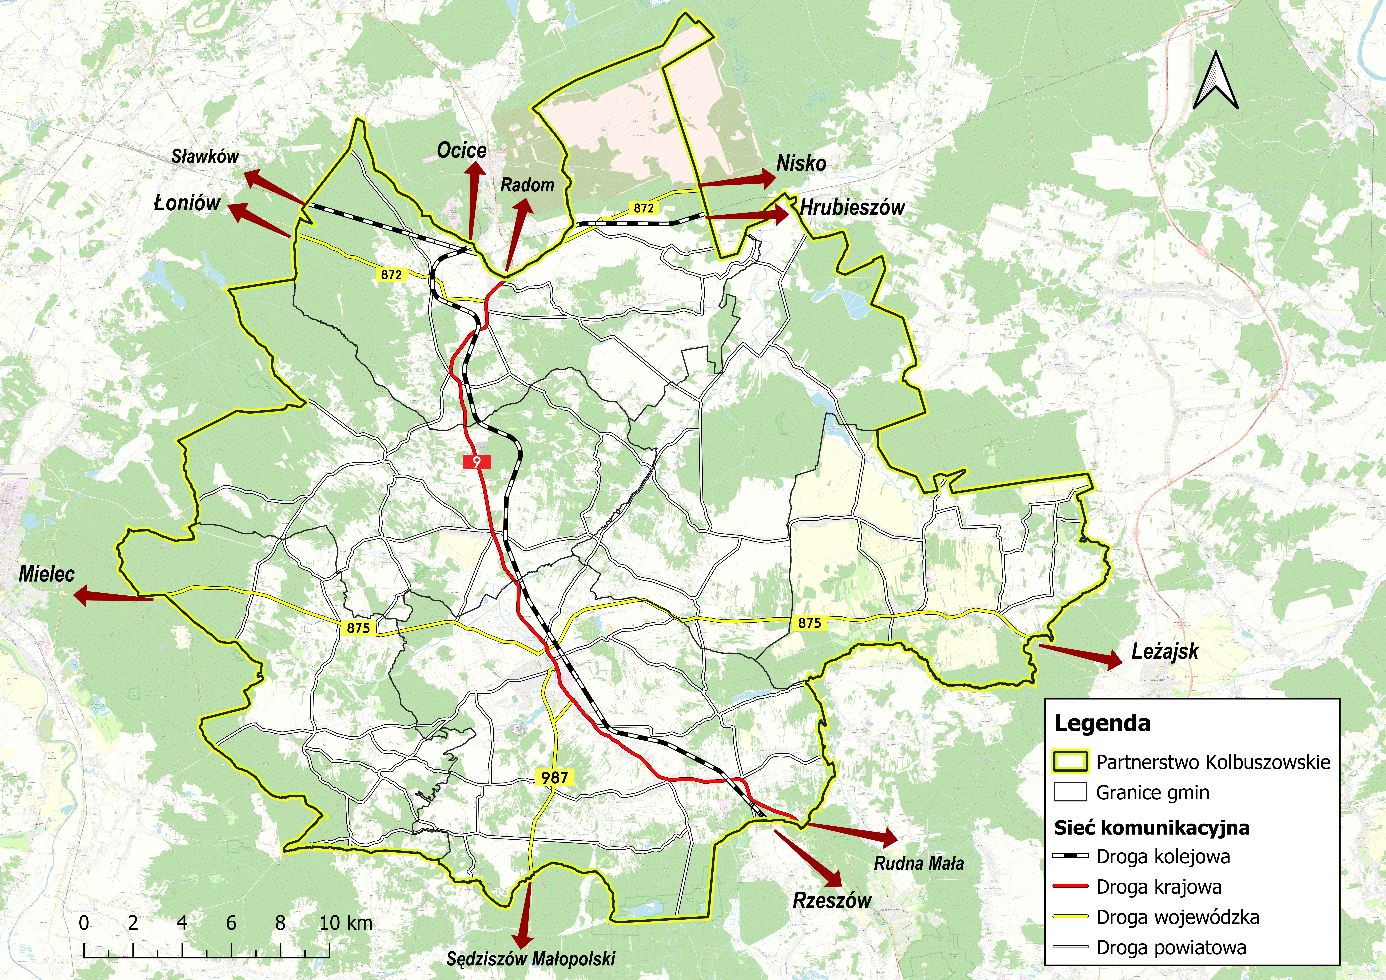 Ocice
Sławków
Nisko
Radom
Łoniów
Hrubieszów
872
872
9
Mielec
875
875
Leżajsk
987
Rudna Mała
Rzeszów
Sędziszów Małopolski
0 2 4 6 8 10 km
Legenda
Partnerstwo Kolbuszowskie
Granice gmin
Sieć komunikacyjna
Droga kolejowa
Droga krajowa
Droga wojewódzka
Droga powiatowa